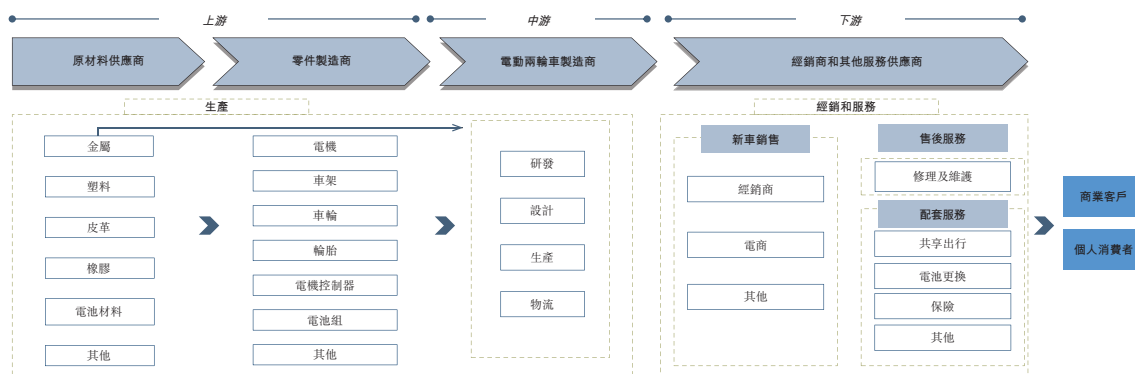 上游
中游
下游
原材料供應商
零件製造商
電動兩輪車製造商
經銷商和其他服務供應商
生產
經銷和服務
金屬
塑料
皮革
橡膠
電池材料
其他
電機
車架
車輪
輪胎
電機控制器
電池組
其他
研發
設計
生產
物流
新車銷售
經銷商
電商
其他
售後服務
修理及維護
配套服務
共享出行
電池更換
保險
其他
商業客戶
個人消費者